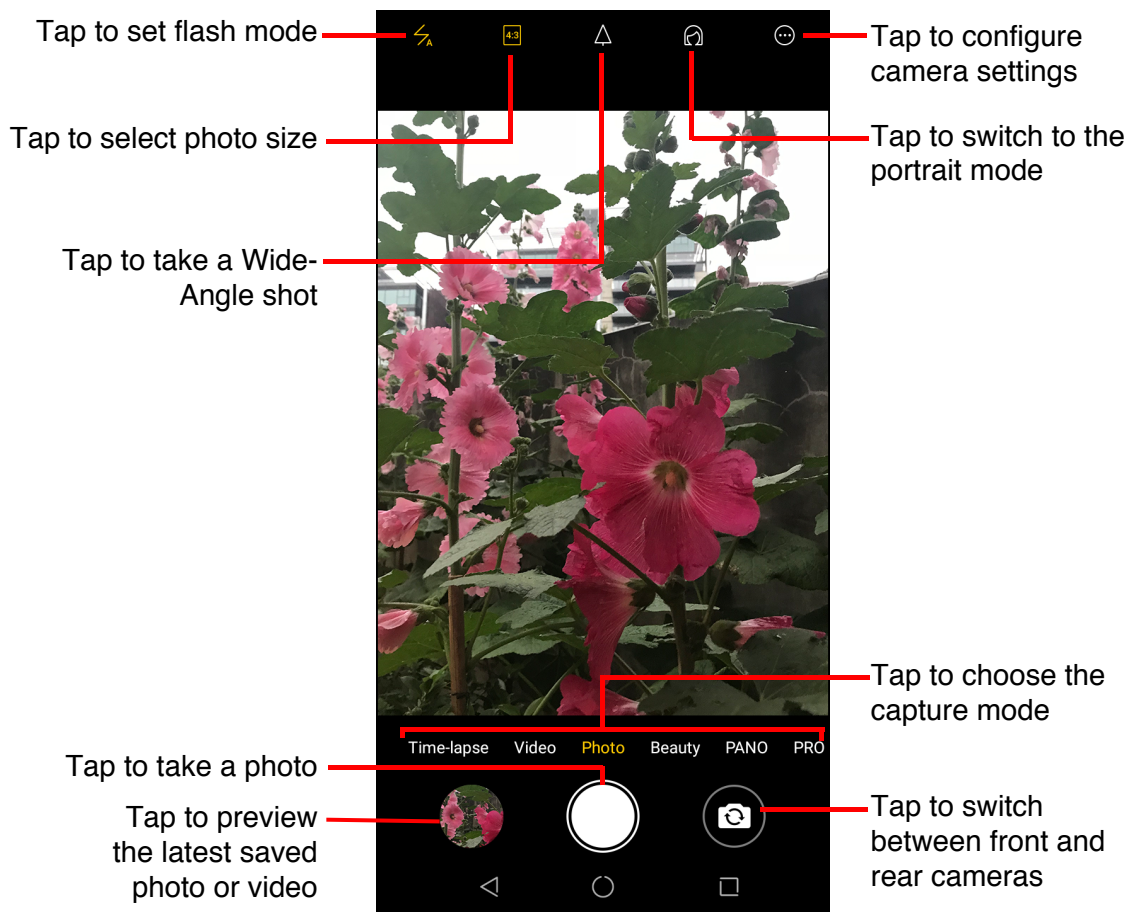 Tap to set flash mode
A
4:3
Tap to configure
camera settings
Tap to select photo size
Tap to switch to the
portrait mode
Tap to take a Wide-
Angle shot
Tap to choose the
capture mode
Time-lapse Video Photo Beauty PANO PRO
Tap to take a photo
Tap to preview
the latest saved
photo or video
Tap to switch
between front and
rear cameras